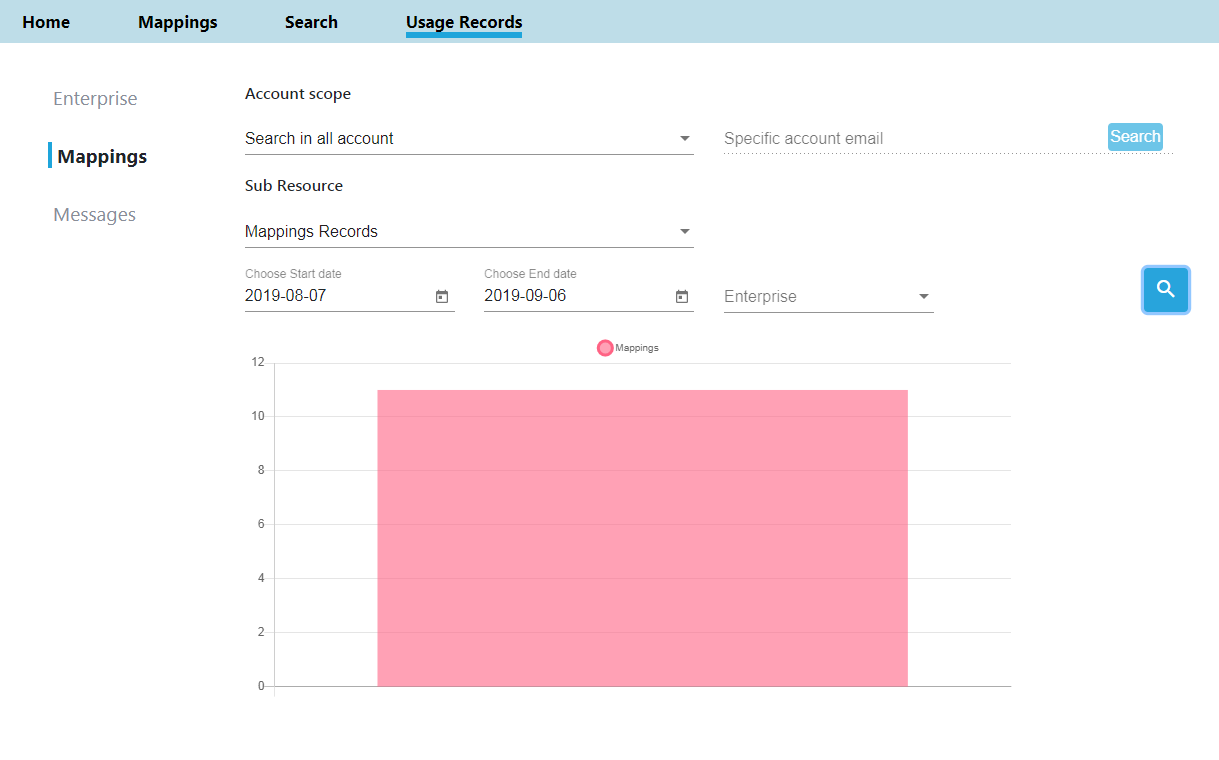 Home Mappings Search Usage Records
Enterprise
Mappings
Messages
Account scope
Search in all account
Specific account email
Search
Sub Resource
Mappings Records
Choose Start date
2019-08-07
Choose End date
2019-09-06
Enterprise
Mappings
12
10
8
6
4
2
0